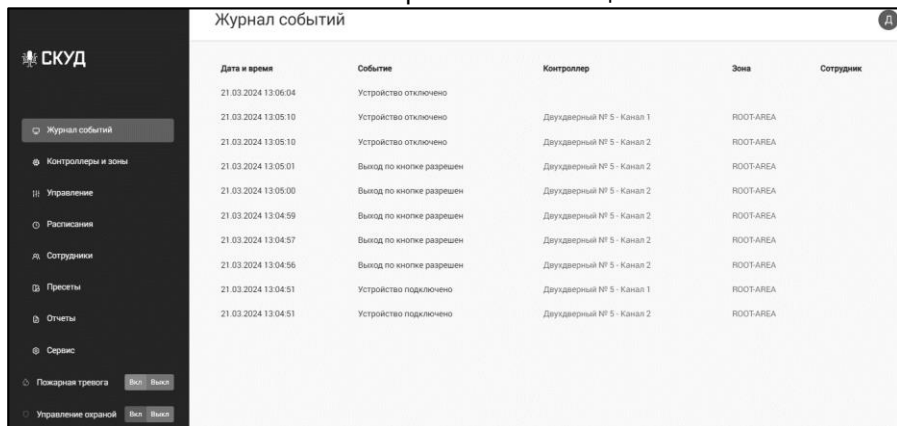 Журнал событий
Д
СКУД
Журнал событий
Контроллеры и зоны
Управление
Расписания
Сотрудники
Пресеты
Отчеты
Сервис
Пожарная тревога Вкл Выкл
Управление охраной Вкл Выкл
Дата и время Событие Контроллер Зона Сотрудник
21.03.2024 13:06:04 Устройство отключено
21.03.2024 13:05:10 Устройство отключено Двухдверный № 5 - Канал 1 ROOT-AREA
21.03.2024 13:05:10 Устройство отключено Двухдверный № 5 - Канал 2 ROOT-AREA
21.03.2024 13:05:01 Выход по кнопке разрешен Двухдверный № 5 - Канал 2 ROOT-AREA
21.03.2024 13:05:00 Выход по кнопке разрешен Двухдверный № 5 - Канал 2 ROOT-AREA
21.03.2024 13:04:59 Выход по кнопке разрешен Двухдверный № 5 - Канал 2 ROOT-AREA
21.03.2024 13:04:57 Выход по кнопке разрешен Двухдверный № 5 - Канал 2 ROOT-AREA
21.03.2024 13:04:56 Выход по кнопке разрешен Двухдверный № 5 - Канал 2 ROOT-AREA
21.03.2024 13:04:51 Устройство подключено Двухдверный № 5 - Канал 1 ROOT-AREA
21.03.2024 13:04:51 Устройство подключено Двухдверный № 5 - Канал 2 ROOT-AREA